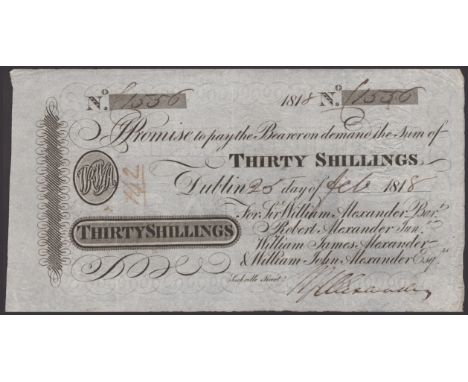 No. 1556 1818 No. 1556
I Promise to pay the Bearer on demand the Sum of
THIRTY SHILLINGS
Dublin 25 day of Feb 1818
For Sir William Alexander Bart.
Robert Alexander Junr.
THIRTY SHILLINGS
William James Alexander
& William John Alexander Esqrs.
Sackville Street
Alexander